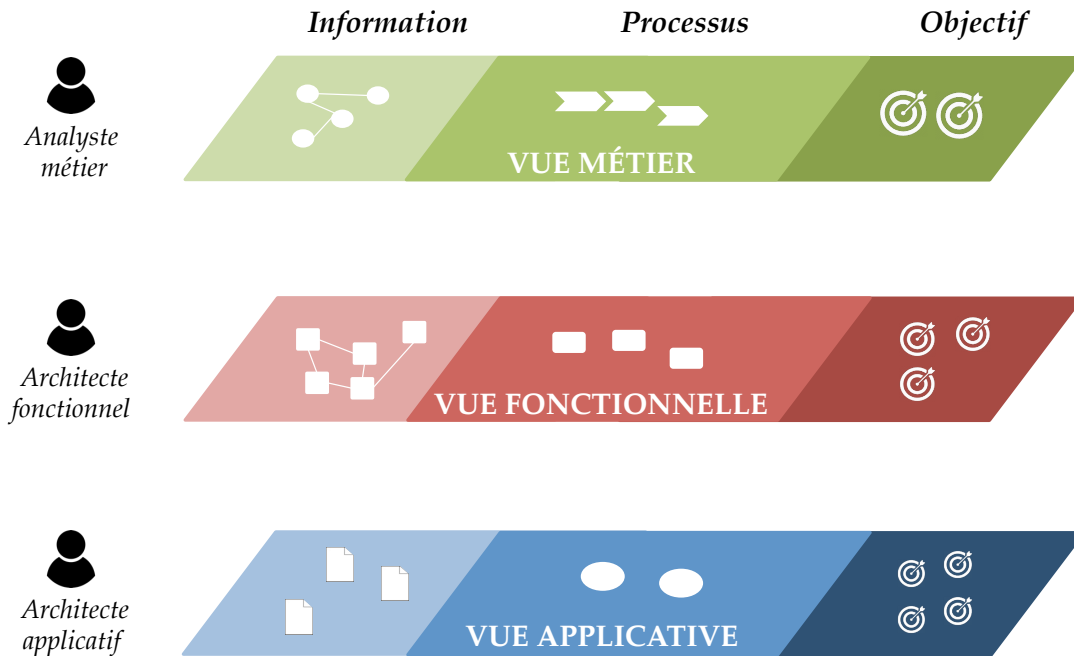 Information
Processus
Objectif
Analyste
métier
VUE MÉTIER
Architecte
fonctionnel
VUE FONCTIONNELLE
Architecte
applicatif
VUE APPLICATIVE